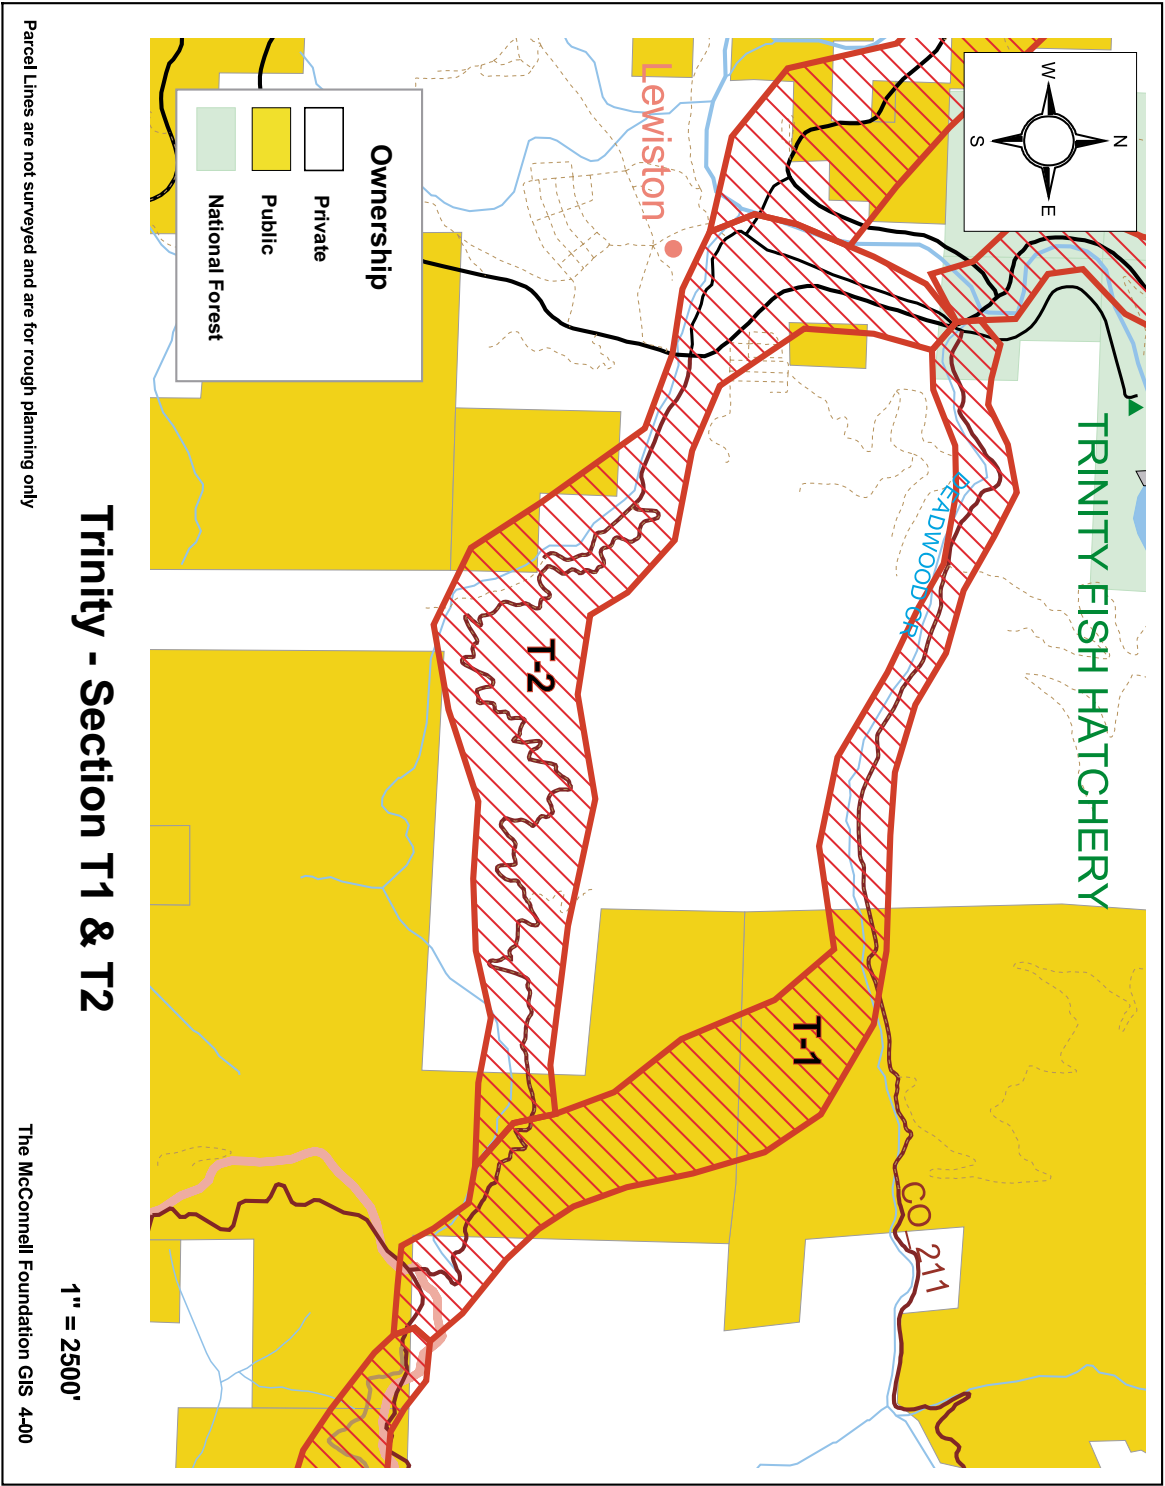 N
W
E
S
TRINITY FISH HATCHERY
Lewiston
DEADWOOD CR
CO 211
T-1
T-2
Ownership
Private
Public
National Forest
Trinity - Section T1 & T2
1" = 2500'
Parcel Lines are not surveyed and are for rough planning only
The McConnell Foundation GIS 4-00